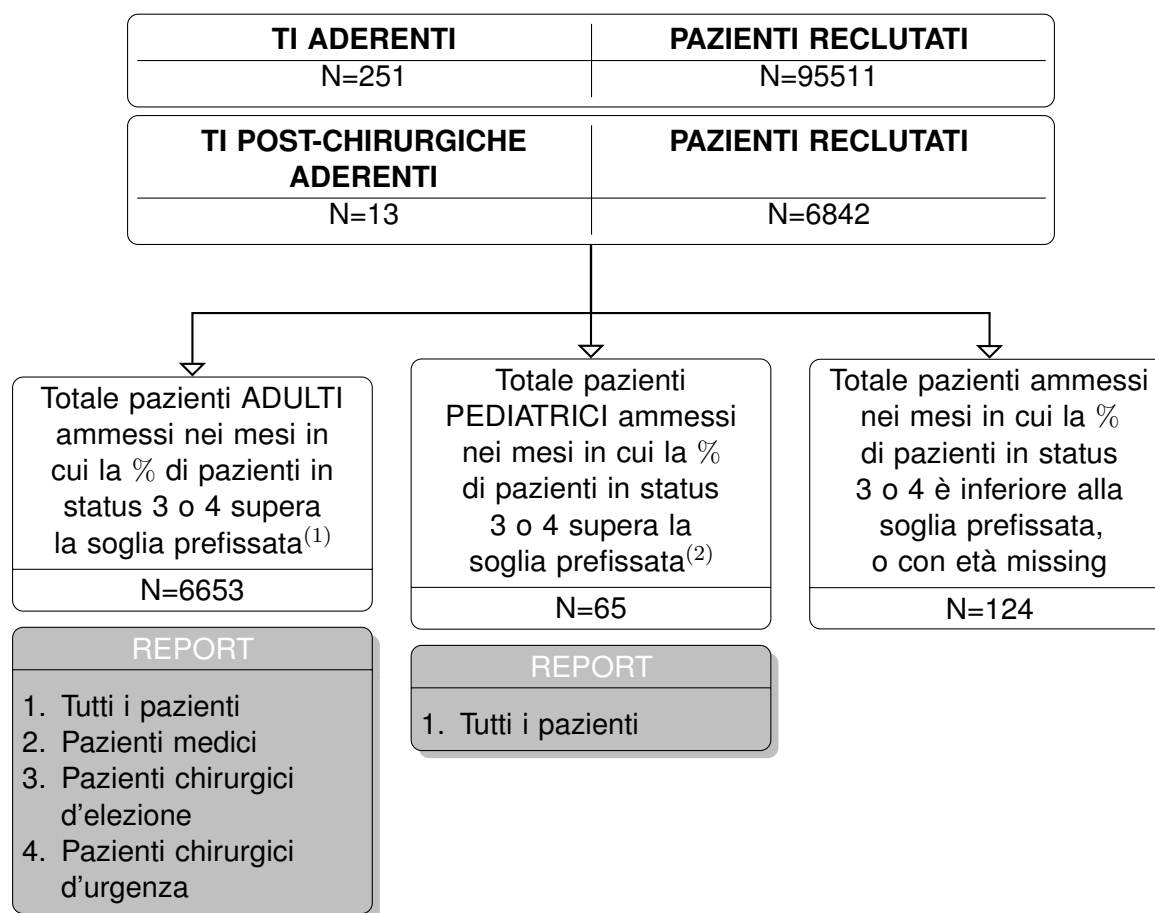 TI ADERENTI PAZIENTI RECLUTATI
N=251 N=95511
TI POST-CHIRURGICHE PAZIENTI RECLUTATI
ADERENTI
N=13 N=6842
Totale pazienti ADULTI
ammessi nei mesi in
cui la % di pazienti in
status 3 o 4 supera
la soglia prefissata(1)
N=6653
REPORT
1. Tutti i pazienti
2. Pazienti medici
3. Pazienti chirurgici
d'elezione
4. Pazienti chirurgici
d'urgenza
Totale pazienti
PEDIATRICI ammessi
nei mesi in cui la %
di pazienti in status
3 o 4 supera la
soglia prefissata(2)
N=65
REPORT
1. Tutti i pazienti
Totale pazienti ammessi
nei mesi in cui la %
di pazienti in status
3 o 4 è inferiore alla
soglia prefissata,
o con età missing
N=124